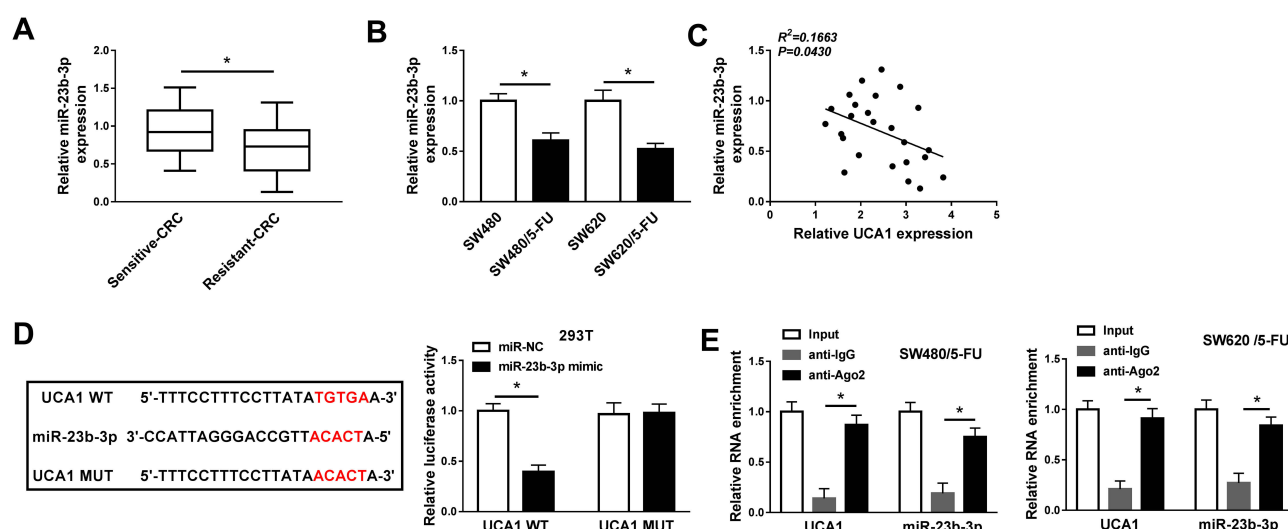 A
Relative miR-23b-3p
expression
2.0
1.5
1.0
0.5
0.0
*
Sensitive-CRC
Resistant-CRC
B
Relative miR-23b-3p
expression
1.5
1.0
0.5
0.0
*
*
SW480
SW480/5-FU
SW620
SW620/5-FU
C
R²=0.1663
P=0.0430
Relative miR-23b-3p
expression
1.5
1.0
0.5
0.0
0 1 2 3 4 5
Relative UCA1 expression
D
UCA1 WT 5'-TTTCCTTTCCTTATATGTGAA-3'
miR-23b-3p 3'-CCATTAGGGACCGTTACACTA-5'
UCA1 MUT 5'-TTTCCTTTCCTTATAACACTA-3'
293T
miR-NC
miR-23b-3p mimic
Relative luciferase activity
1.5
1.0
0.5
0.0
*
UCA1 WT UCA1 MUT
E
Input
anti-IgG
anti-Ago2
SW480/5-FU
Relative RNA enrichment
1.5
1.0
0.5
0.0
*
*
UCA1 miR-23b-3p
Input
anti-IgG
anti-Ago2
SW620 /5-FU
Relative RNA enrichment
1.5
1.0
0.5
0.0
*
*
UCA1 miR-23b-3p